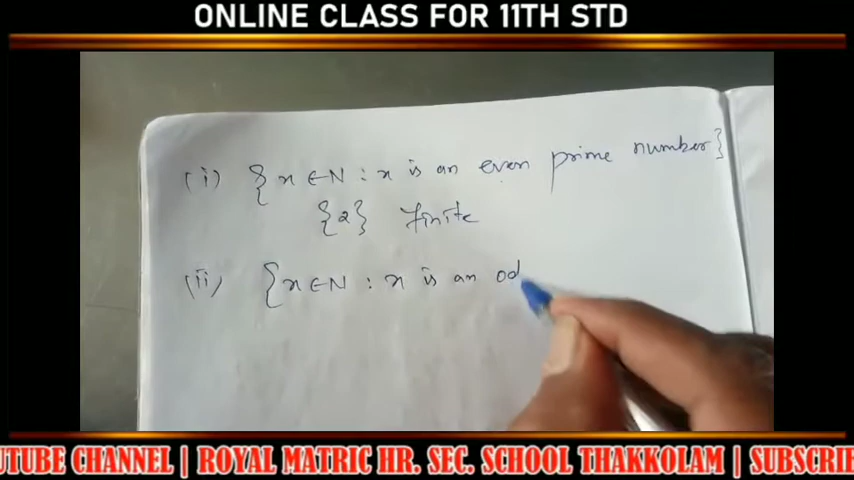 ONLINE CLASS FOR 11TH STD
(i) {x ∈ N : x is an even prime number}
{2} finite
(ii) {x ∈ N : x is an od
UTUBE CHANNEL | ROYAL MATRIC HR. SEC. SCHOOL THAKKOLAM | SUBSCRIBE